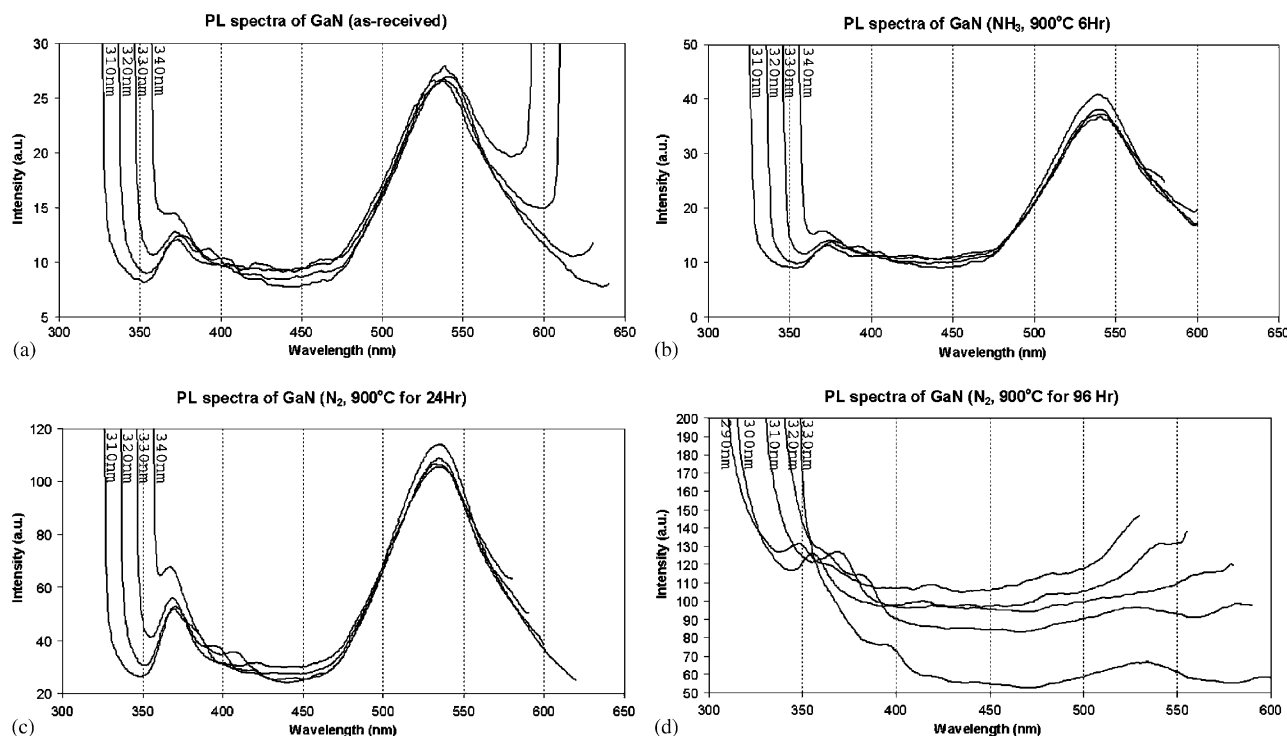 PL spectra of GaN (as-received)
Intensity (a.u.)
30
25
20
15
10
5
310nm
320nm
330nm
340nm
300 350 400 450 500 550 600 650
Wavelength (nm)
(a)
PL spectra of GaN (NH₃, 900°C 6Hr)
Intensity (a.u.)
50
40
30
20
10
0
310nm
320nm
330nm
340nm
300 350 400 450 500 550 600 650
Wavelength (nm)
(b)
PL spectra of GaN (N₂, 900°C for 24Hr)
Intensity (a.u.)
120
100
80
60
40
20
310nm
320nm
330nm
340nm
300 350 400 450 500 550 600 650
Wavelength (nm)
(c)
PL spectra of GaN (N₂, 900°C for 96 Hr)
Intensity (a.u.)
200
190
180
170
160
150
140
130
120
110
100
90
80
70
60
50
290nm
300nm
310nm
320nm
330nm
300 350 400 450 500 550 600
Wavelength (nm)
(d)